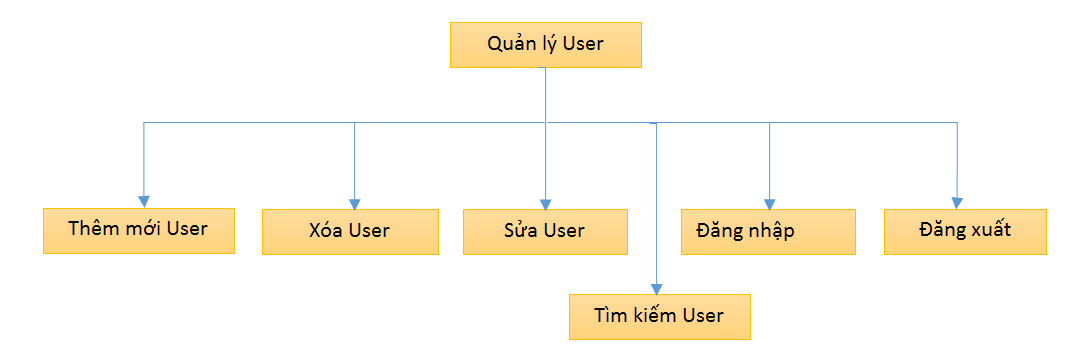 Quản lý User
Thêm mới User
Xóa User
Sửa User
Đăng nhập
Đăng xuất
Tìm kiếm User